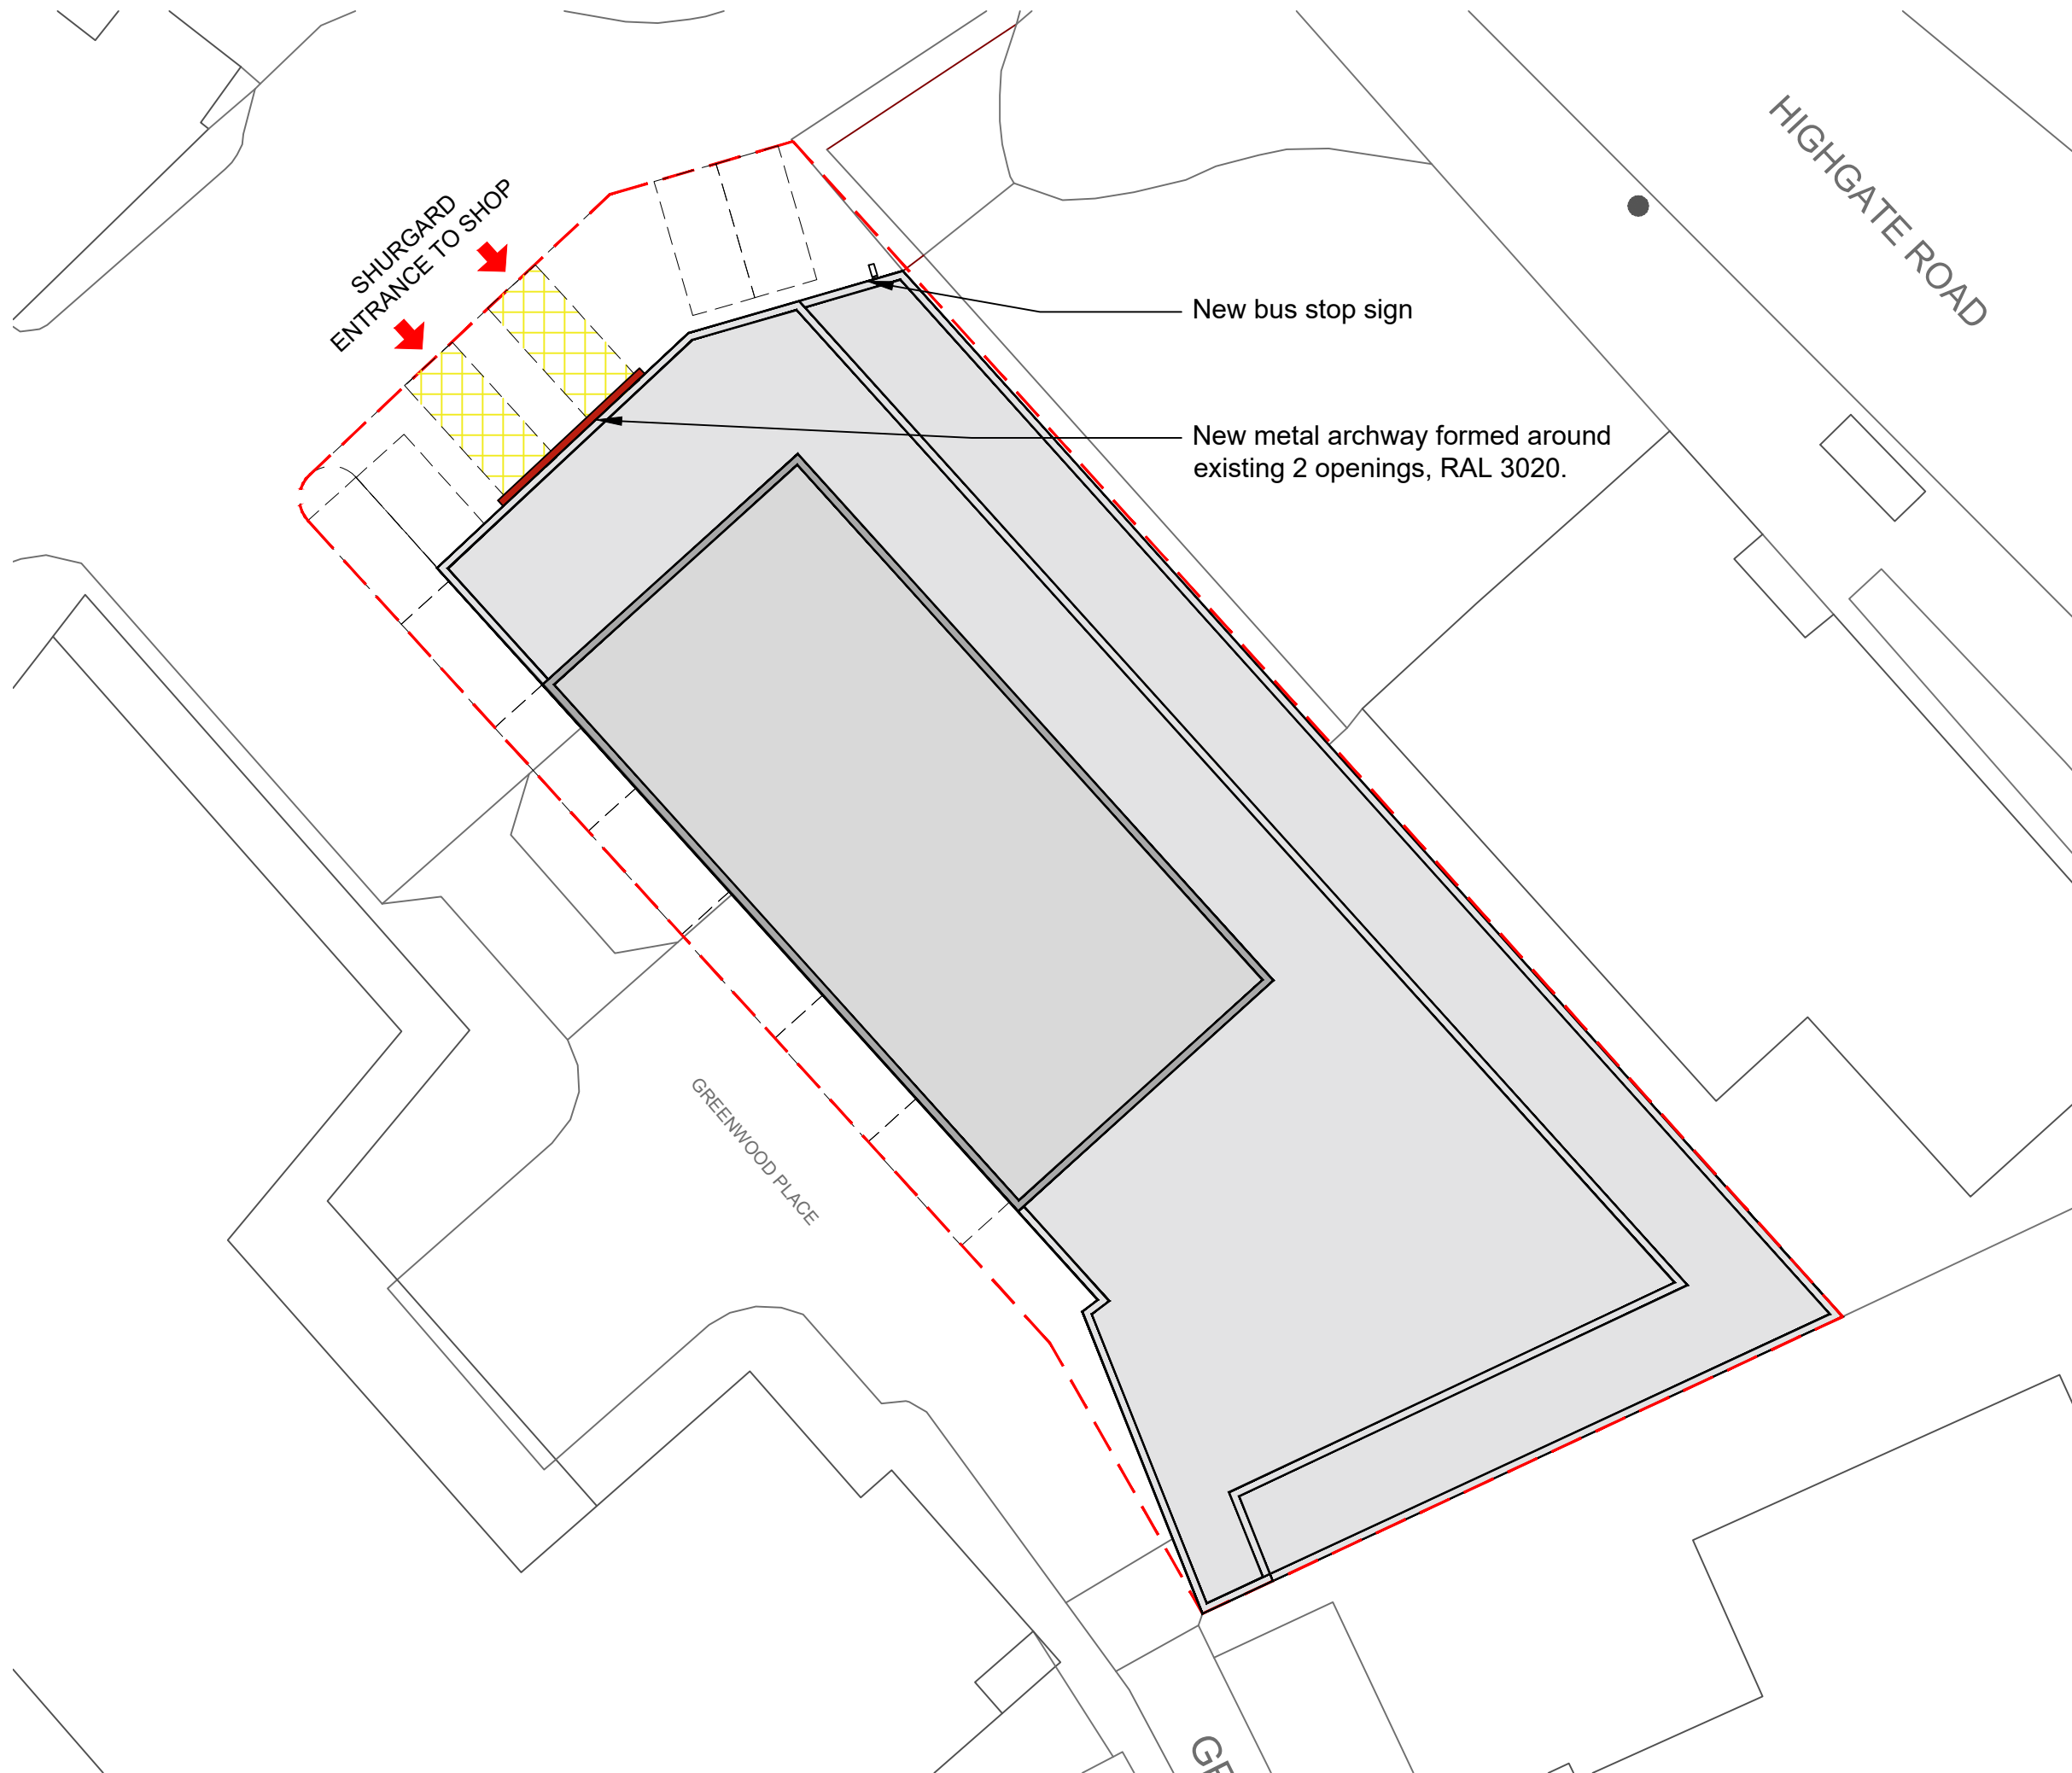 SHURGARD
ENTRANCE TO SHOP
HIGHGATE ROAD
New bus stop sign
New metal archway formed around
existing 2 openings, RAL 3020.
GREENWOOD PLACE